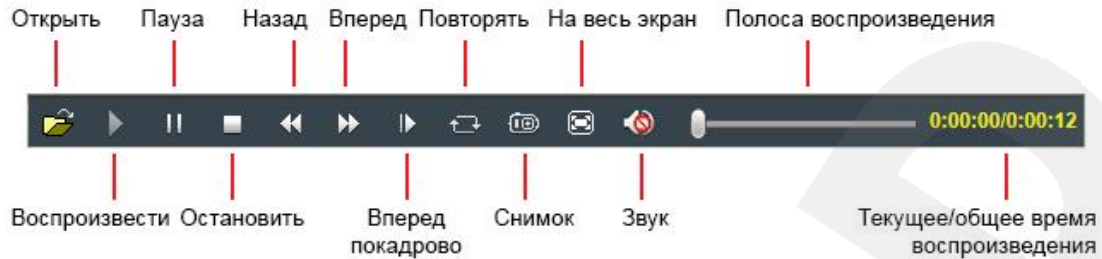 Открыть Пауза Назад Вперед Повторять На весь экран Полоса воспроизведения
0:00:00/0:00:12
Воспроизвести Остановить Вперед покадрово Снимок Звук Текущее/общее время воспроизведения